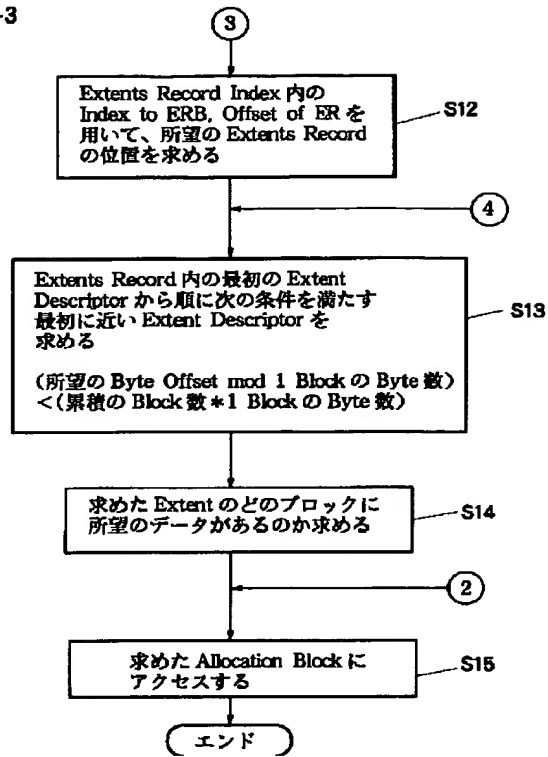 -3
③
Extents Record Index 内の
Index to ERB, Offset of ER を
用いて、所望の Extents Record
の位置を求める
S12
④
Extents Record 内の最初の Extent
Descriptor から順に次の条件を満たす
最初に近い Extent Descriptor を
求める
S13
(所望の Byte Offset mod 1 Block の Byte 数)
<(累積の Block 数*1 Block の Byte 数)
求めた Extent のどのブロックに
所望のデータがあるのか求める
S14
②
求めた Allocation Block に
アクセスする
S15
エンド